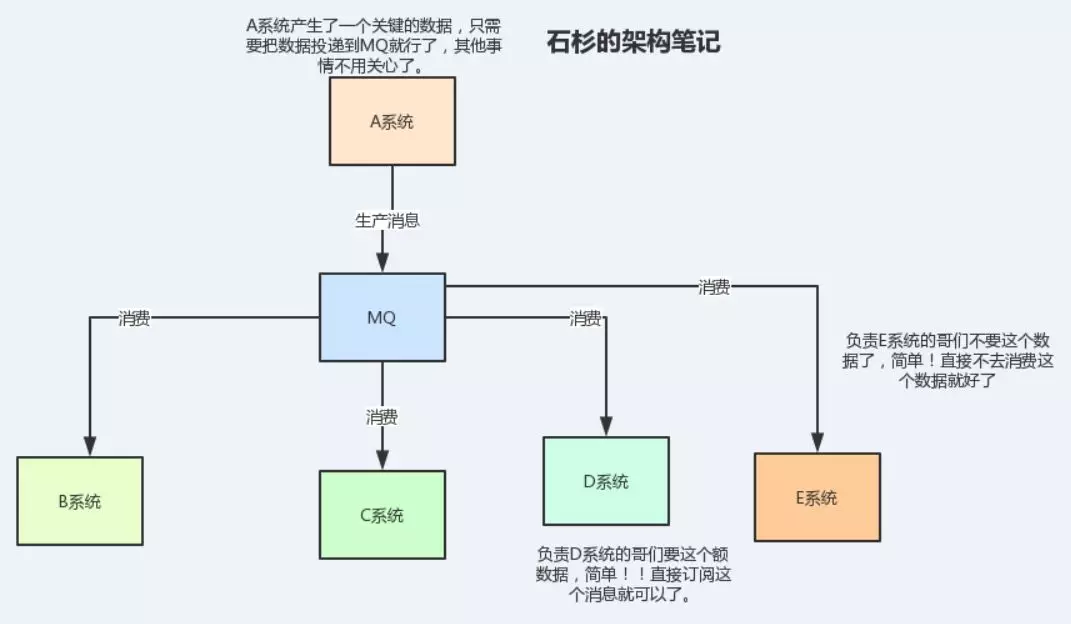 A系统产生了一个关键的数据，只需
要把数据投递到MQ就行了，其他事
情不用关心了。
石杉的架构笔记
A系统
生产消息
MQ
消费
消费
消费
消费
负责E系统的哥们不要这个数
据了，简单！直接不去消费这
个数据就好了
B系统
C系统
D系统
E系统
负责D系统的哥们要这个额
数据，简单！！直接订阅这
个消息就可以了。